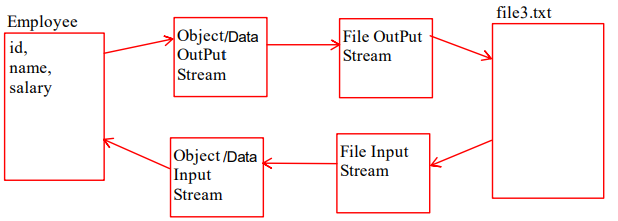 Employee
id,
name,
salary
Object/Data
OutPut
Stream
File OutPut
Stream
file3.txt
Object/Data
Input
Stream
File Input
Stream